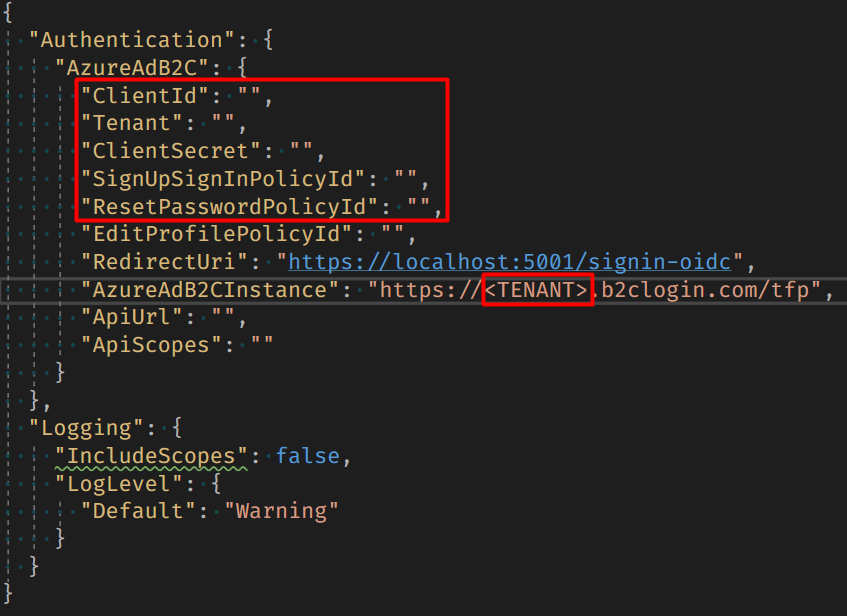 {
"Authentication": {
"AzureAdB2C": {
"ClientId": "",
"Tenant": "",
"ClientSecret": "",
"SignUpSignInPolicyId": "",
"ResetPasswordPolicyId": "",
"EditProfilePolicyId": "",
"RedirectUri": "https://localhost:5001/signin-oidc",
"AzureAdB2CInstance": "https://<TENANT>.b2clogin.com/tfp",
"ApiUrl": "",
"ApiScopes": ""
}
},
"Logging": {
"IncludeScopes": false,
"LogLevel": {
"Default": "Warning"
}
}
}